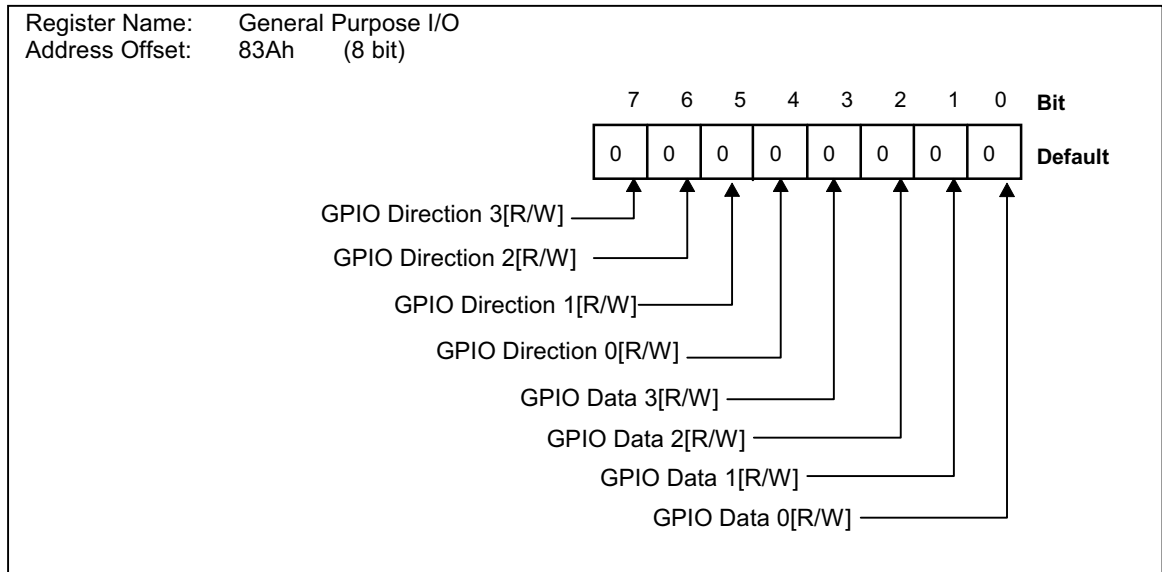 Register Name: General Purpose I/O
Address Offset: 83Ah (8 bit)
7 6 5 4 3 2 1 0 Bit
0 0 0 0 0 0 0 0 Default
GPIO Direction 3[R/W]
GPIO Direction 2[R/W]
GPIO Direction 1[R/W]
GPIO Direction 0[R/W]
GPIO Data 3[R/W]
GPIO Data 2[R/W]
GPIO Data 1[R/W]
GPIO Data 0[R/W]